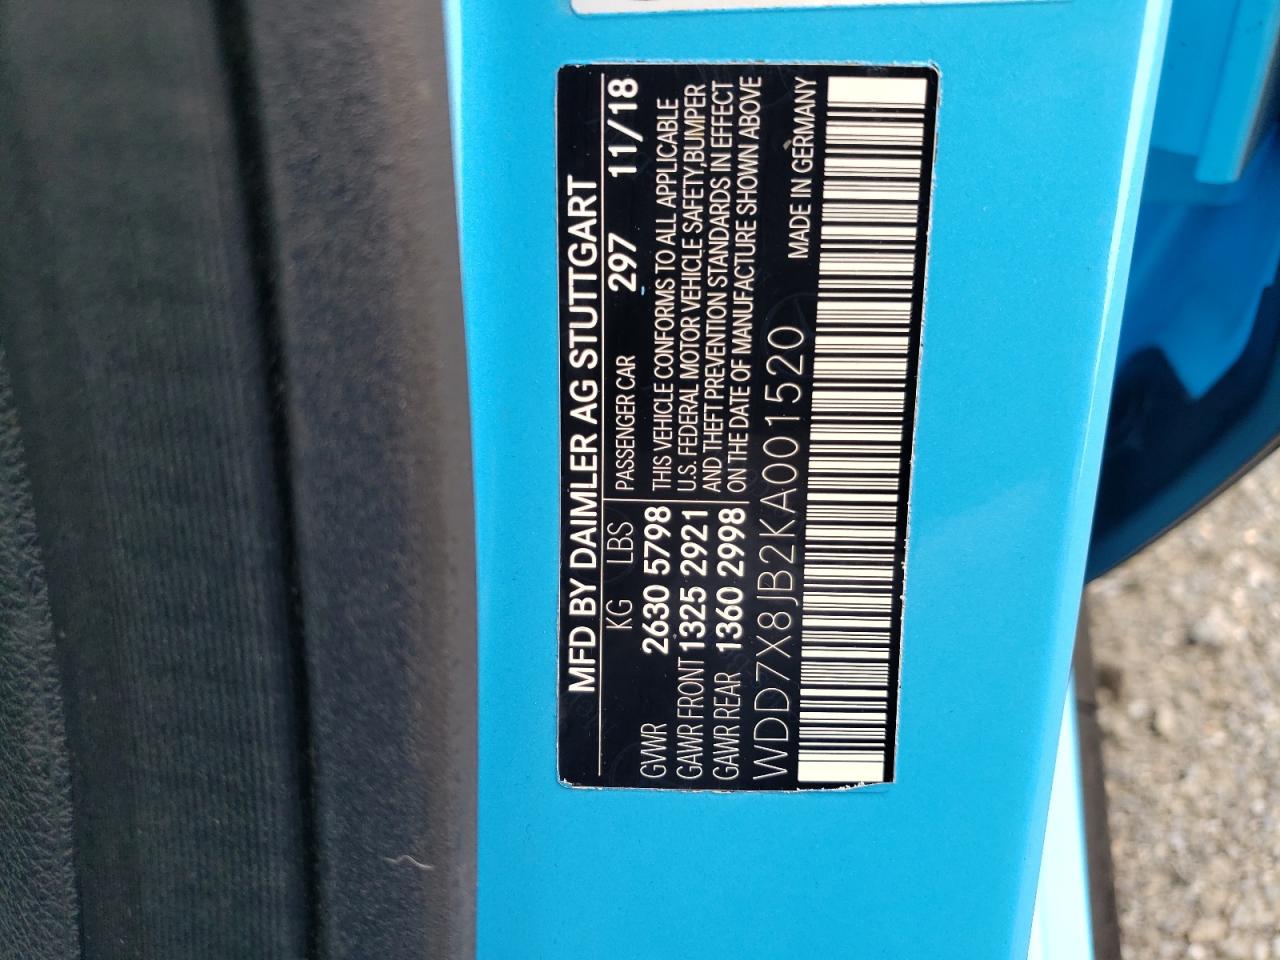 MFD BY DAIMLER AG STUTTGART
KG LBS PASSENGER CAR 297 11/18
GVWR 2630 5798
GAWR FRONT 1325 2921
GAWR REAR 1360 2998
THIS VEHICLE CONFORMS TO ALL APPLICABLE
U.S. FEDERAL MOTOR VEHICLE SAFETY,BUMPER
AND THEFT PREVENTION STANDARDS IN EFFECT
ON THE DATE OF MANUFACTURE SHOWN ABOVE
WDD7X8JB2KA001520 MADE IN GERMANY